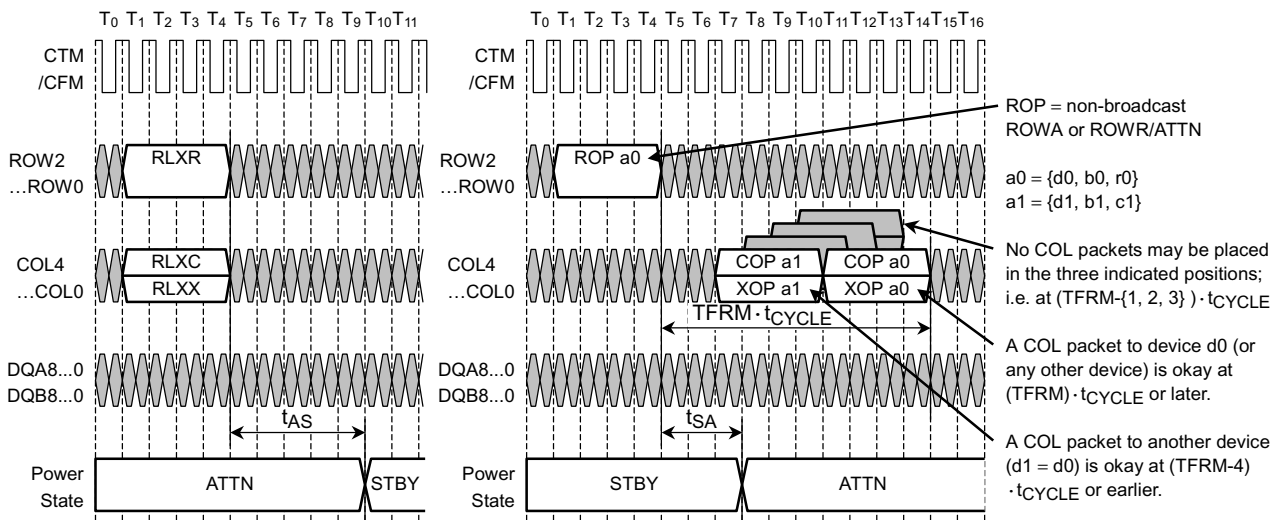 T0 T1 T2 T3 T4 T5 T6 T7 T8 T9 T10 T11
CTM
/CFM
ROW2
…ROW0
RLXR
COL4
…COL0
RLXC
RLXX
DQA8...0
DQB8...0
tAS
Power
State
ATTN
STBY
T0 T1 T2 T3 T4 T5 T6 T7 T8 T9 T10 T11 T12 T13 T14 T15 T16
CTM
/CFM
ROW2
…ROW0
ROP a0
COL4
…COL0
COP a1
COP a0
XOP a1
XOP a0
TFRM · tCYCLE
DQA8...0
DQB8...0
tSA
Power
State
STBY
ATTN
ROP = non-broadcast
ROWA or ROWR/ATTN
a0 = {d0, b0, r0}
a1 = {d1, b1, c1}
No COL packets may be placed
in the three indicated positions;
i.e. at (TFRM-{1, 2, 3} ) · tCYCLE
A COL packet to device d0 (or
any other device) is okay at
(TFRM) · tCYCLE or later.
A COL packet to another device
(d1 = d0) is okay at (TFRM-4)
· tCYCLE or earlier.